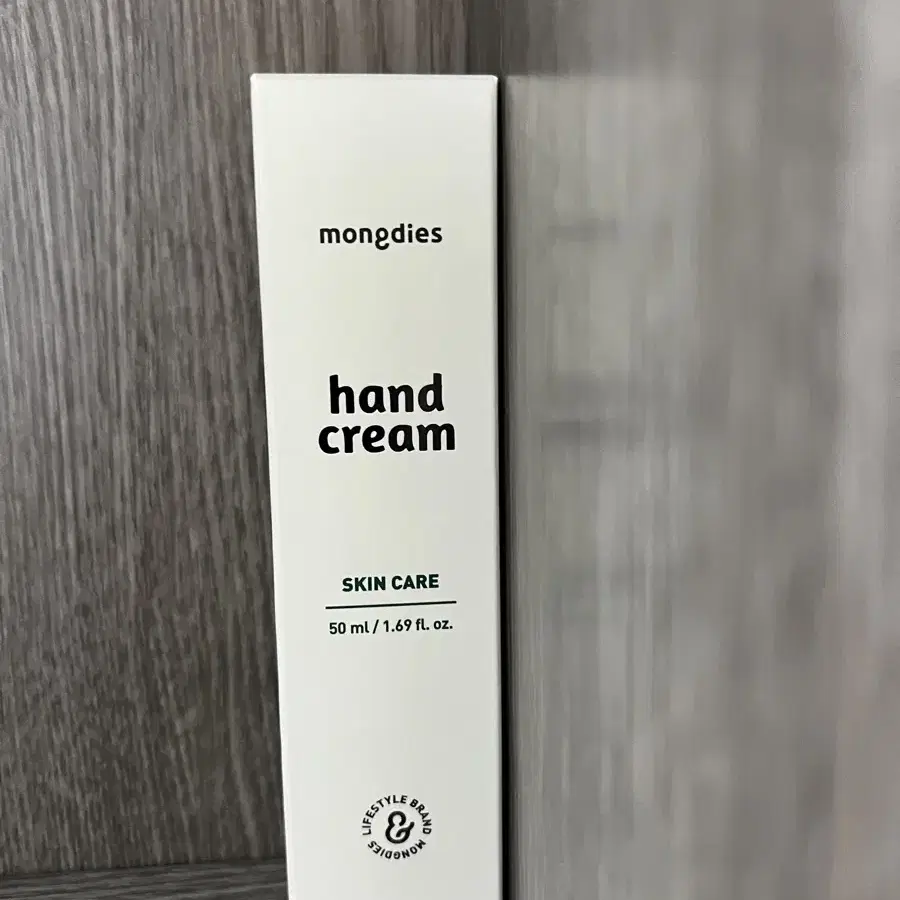 mongdies
hand
cream
SKIN CARE
50 ml / 1.69 fl. oz.
LIFESTYLE BRAND MONGDIES
&